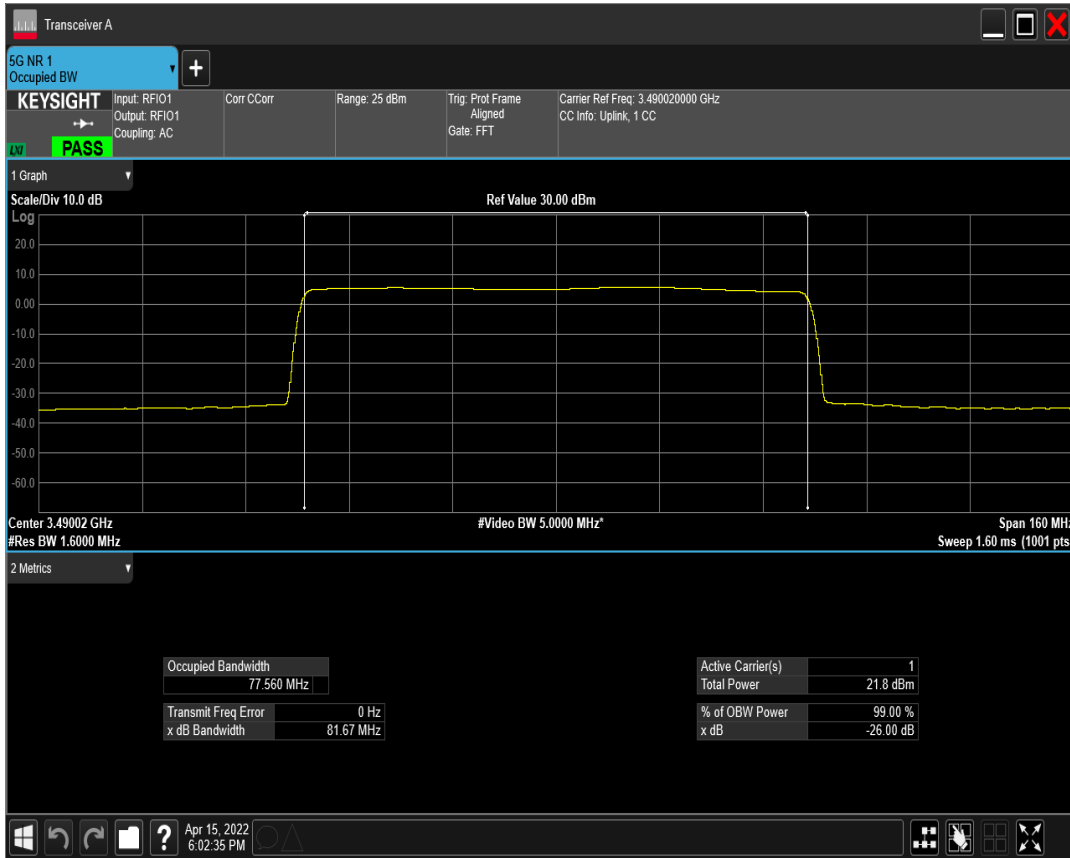 Transceiver A
5G NR 1
Occupied BW
+
KEYSIGHT
LXI
PASS
Input: RFIO1
Output: RFIO1
Coupling: AC
Corr CCorr
Range: 25 dBm
Trig: Prot Frame
Aligned
Gate: FFT
Carrier Ref Freq: 3.490020000 GHz
CC Info: Uplink, 1 CC
1 Graph
Scale/Div 10.0 dB
Ref Value 30.00 dBm
Log
20.0
10.0
0.00
-10.0
-20.0
-30.0
-40.0
-50.0
-60.0
Center 3.49002 GHz
#Video BW 5.0000 MHz*
Span 160 MHz
#Res BW 1.6000 MHz
Sweep 1.60 ms (1001 pts
2 Metrics
Occupied Bandwidth
77.560 MHz
Transmit Freq Error 0 Hz
x dB Bandwidth 81.67 MHz
Active Carrier(s) 1
Total Power 21.8 dBm
% of OBW Power 99.00 %
x dB -26.00 dB
?
Apr 15, 2022
6:02:35 PM